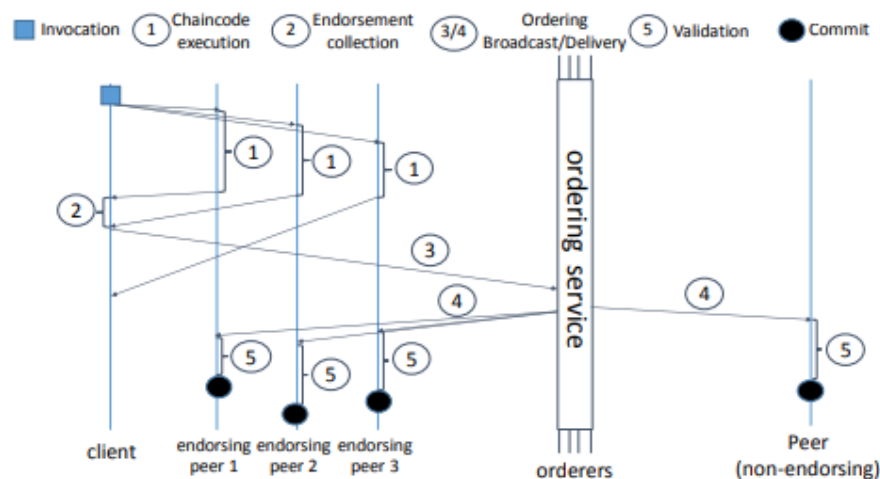 Invocation
1 Chaincode
execution
2 Endorsement
collection
3/4 Ordering
Broadcast/Delivery
5 Validation
Commit
1
1
1
2
3
4
4
5
5
5
5
ordering service
client
endorsing
peer 1
endorsing
peer 2
endorsing
peer 3
orderers
Peer
(non-endorsing)